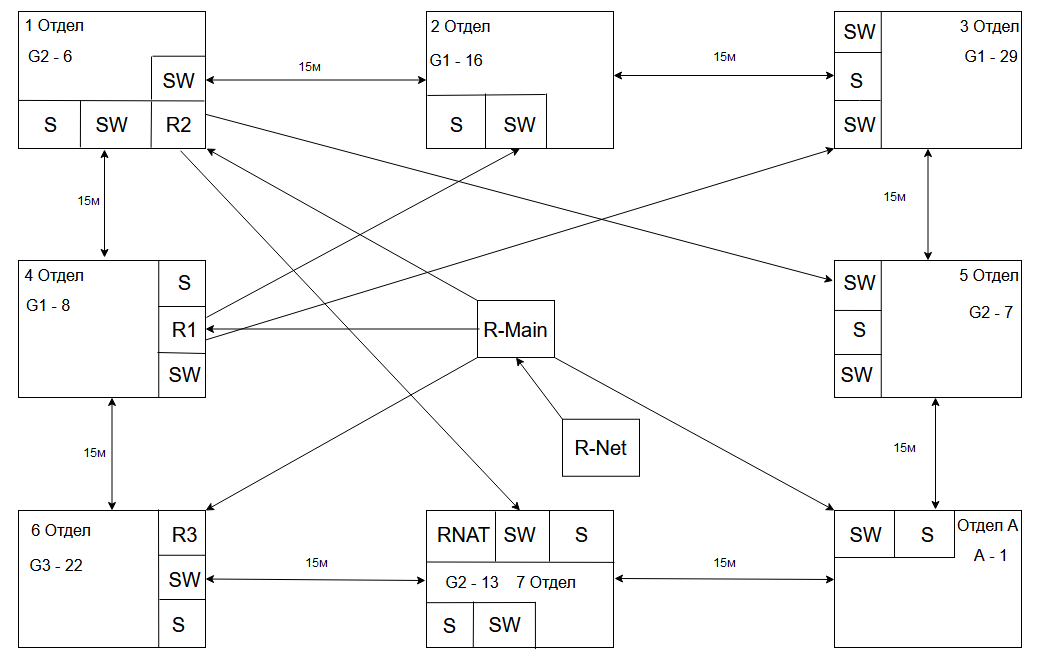 1 Отдел
G2 - 6
SW
S
SW
R2
15м
2 Отдел
G1 - 16
S
SW
15м
SW
3 Отдел
G1 - 29
S
SW
15м
15м
4 Отдел
G1 - 8
S
R1
SW
R-Main
R-Net
SW
5 Отдел
G2 - 7
S
SW
15м
15м
6 Отдел
G3 - 22
R3
SW
S
15м
RNAT
SW
S
G2 - 13
7 Отдел
S
SW
15м
SW
S
Отдел А
А - 1